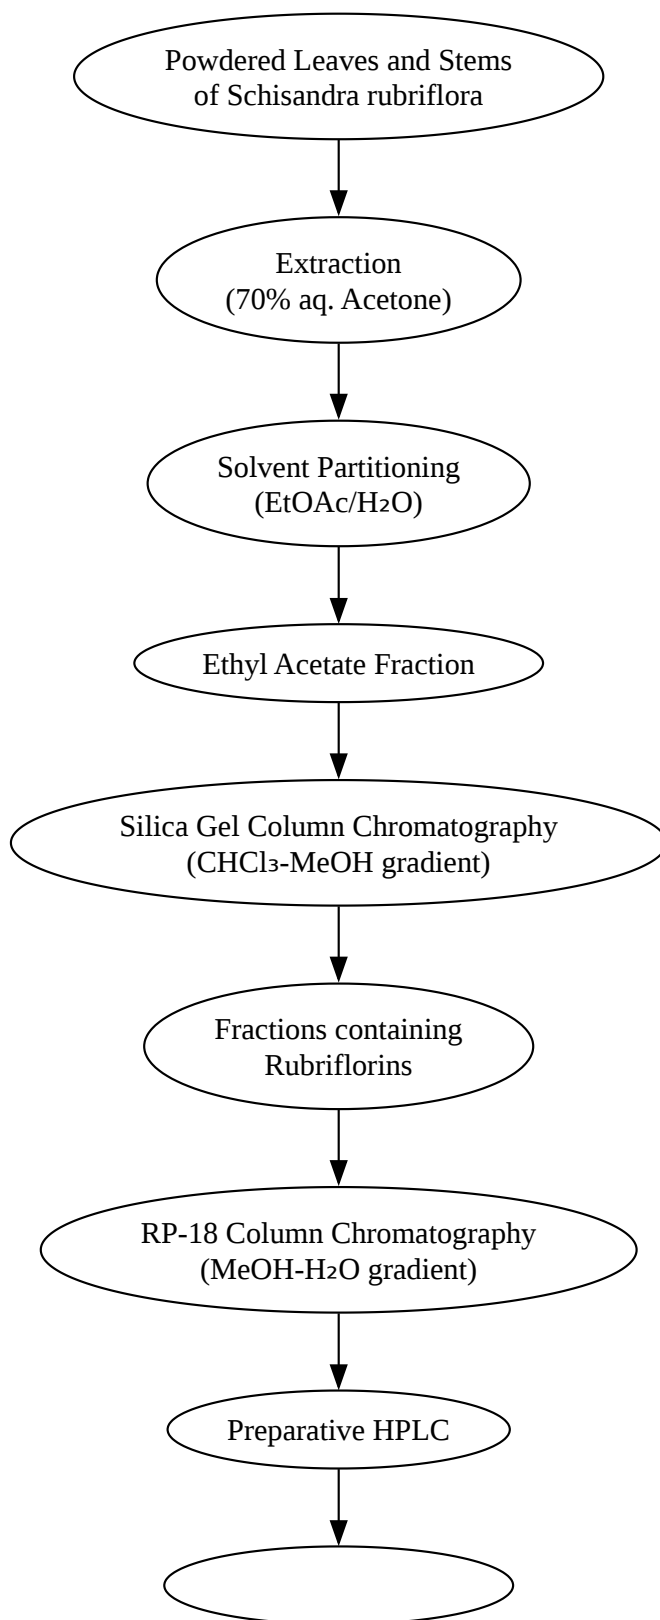 Powdered Leaves and Stems
of Schisandra rubriflora
Extraction
(70% aq. Acetone)
Solvent Partitioning
(EtOAc/H₂O)
Ethyl Acetate Fraction
Silica Gel Column Chromatography
(CHCl₃-MeOH gradient)
Fractions containing
Rubriflorins
RP-18 Column Chromatography
(MeOH-H₂O gradient)
Preparative HPLC